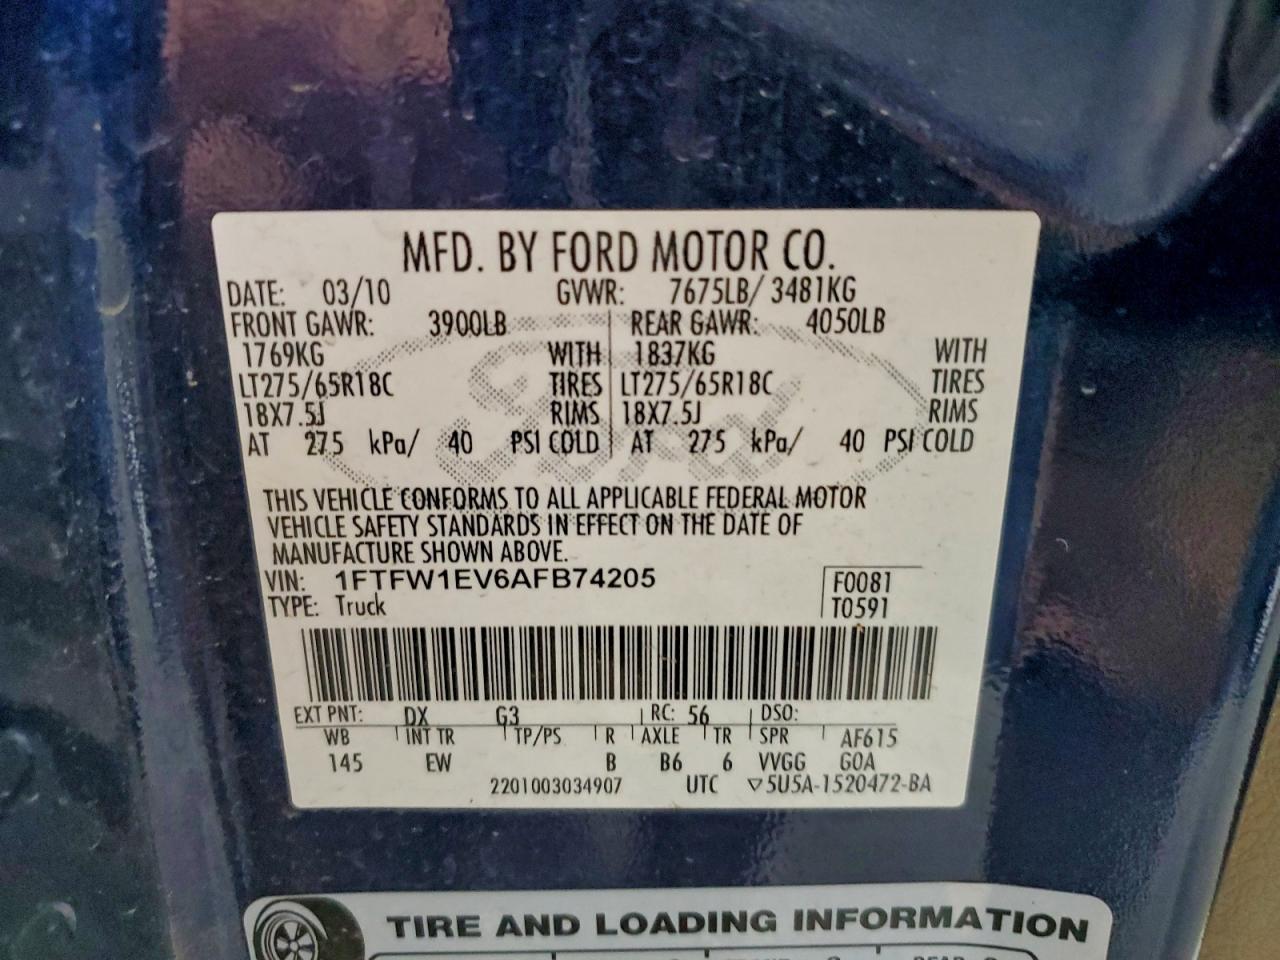 MFD. BY FORD MOTOR CO.
DATE: 03/10 GVWR: 7675LB/ 3481KG
FRONT GAWR: 3900LB REAR GAWR: 4050LB
1769KG WITH 1837KG WITH
LT275/65R18C TIRES LT275/65R18C TIRES
18X7.5J RIMS 18X7.5J RIMS
AT 275 kPa/ 40 PSI COLD AT 275 kPa/ 40 PSI COLD
THIS VEHICLE CONFORMS TO ALL APPLICABLE FEDERAL MOTOR
VEHICLE SAFETY STANDARDS IN EFFECT ON THE DATE OF
MANUFACTURE SHOWN ABOVE.
VIN: 1FTFW1EV6AFB74205 F0081
TYPE: Truck T0591
EXT PNT: DX G3 RC: 56 DSO:
WB INT TR TP/PS R AXLE TR SPR AF615
145 EW B B6 6 VVGG GOA
2201003034907 UTC ▽5U5A-1520472-BA
TIRE AND LOADING INFORMATION